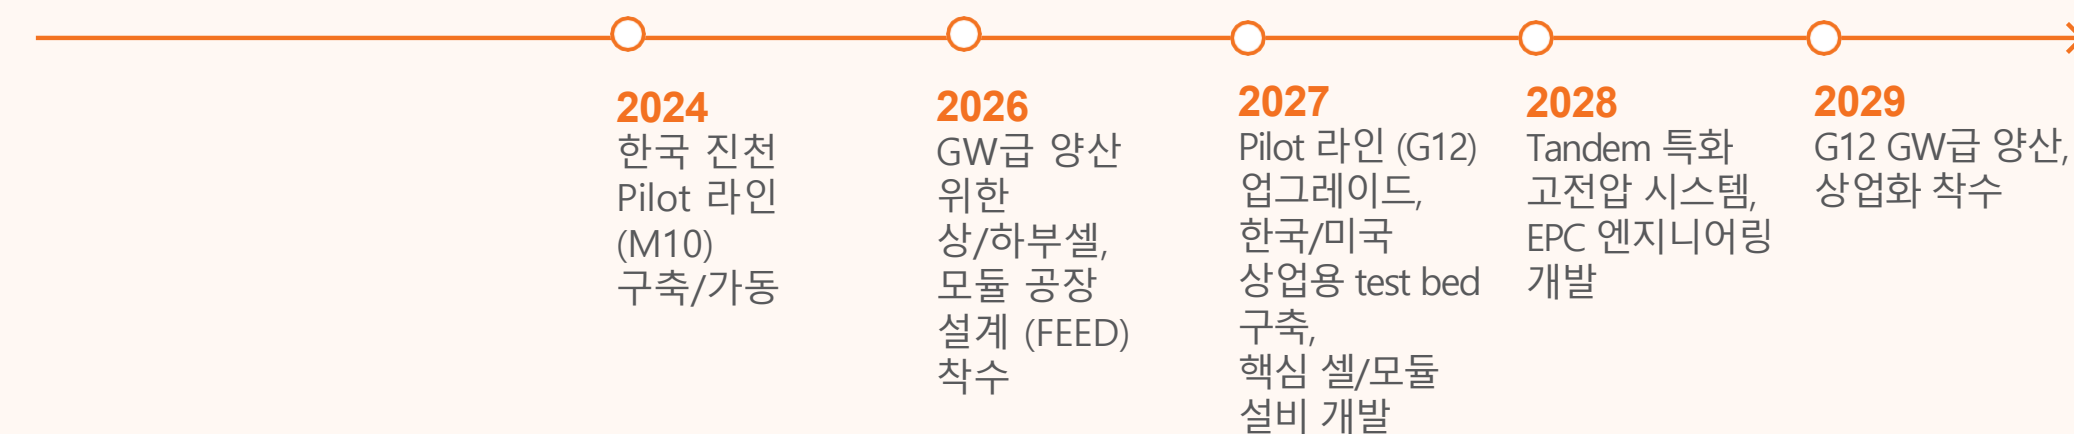 2024
한국 진천
Pilot 라인
(M10)
구축/가동
2026
GW급 양산
위한
상/하부셀,
모듈 공장
설계 (FEED)
착수
2027
Pilot 라인 (G12)
업그레이드,
한국/미국
상업용 test bed
구축,
핵심 셀/모듈
설비 개발
2028
Tandem 특화
고전압 시스템,
EPC 엔지니어링
개발
2029
G12 GW급 양산,
상업화 착수